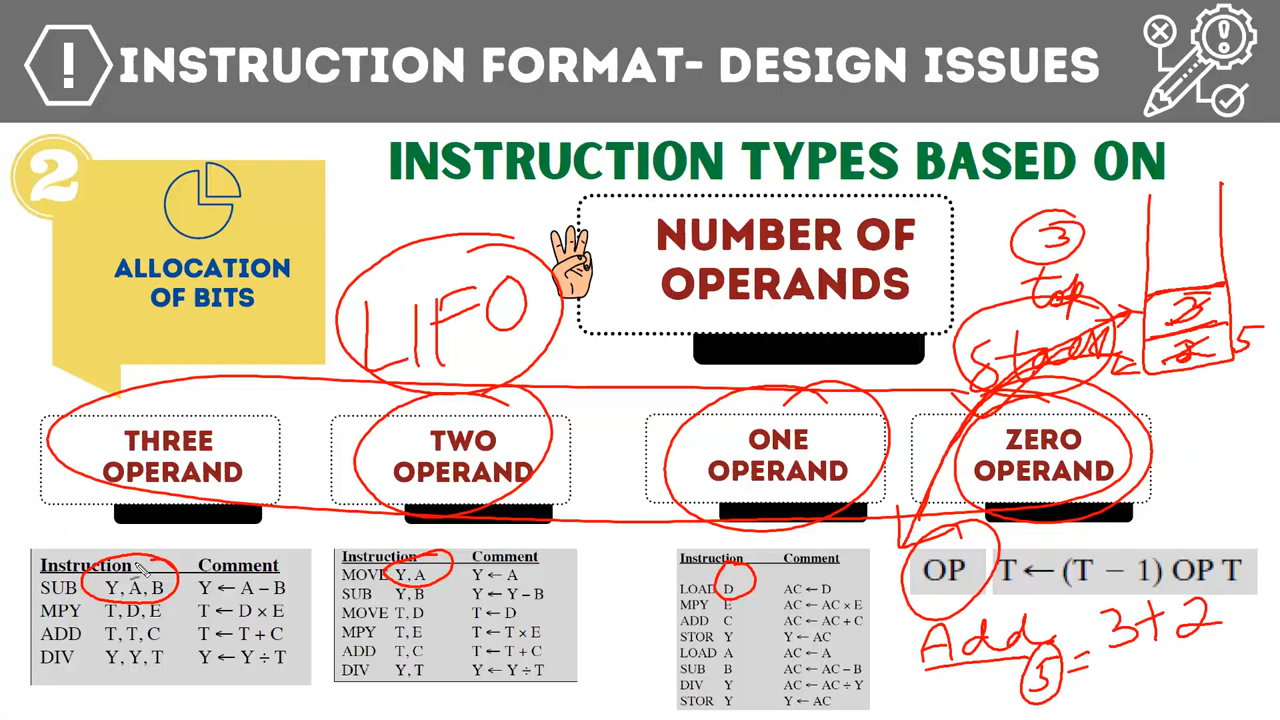 INSTRUCTION FORMAT- DESIGN ISSUES
2
ALLOCATION
OF BITS
INSTRUCTION TYPES BASED ON
NUMBER OF
OPERANDS
LIFO
3
top
Stack
5
THREE
OPERAND
TWO
OPERAND
ONE
OPERAND
ZERO
OPERAND
Instruction Comment
SUB Y, A, B Y ← A − B
MPY T, D, E T ← D × E
ADD T, T, C T ← T + C
DIV Y, Y, T Y ← Y ÷ T
Instruction Comment
MOVE Y, A Y ← A
SUB Y, B Y ← Y − B
MOVE T, D T ← D
MPY T, E T ← T × E
ADD T, C T ← T + C
DIV Y, T Y ← Y ÷ T
Instruction Comment
LOAD D AC ← D
MPY E AC ← AC × E
ADD C AC ← AC + C
STOR Y Y ← AC
LOAD A AC ← A
SUB B AC ← AC − B
DIV Y AC ← AC ÷ Y
STOR Y Y ← AC
OP T ← (T − 1) OP T
Add 3+2
5 =